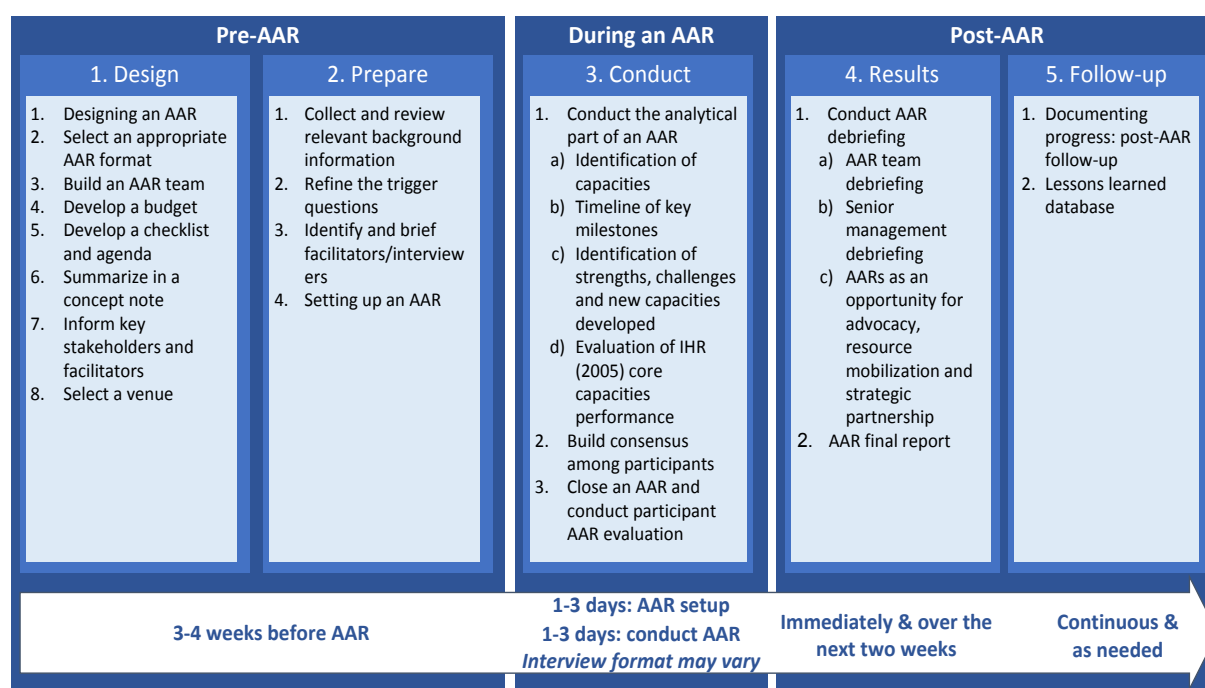 Pre-AAR
During an AAR
Post-AAR
1. Design
1. Designing an AAR
2. Select an appropriate
AAR format
3. Build an AAR team
4. Develop a budget
5. Develop a checklist
and agenda
6. Summarize in a
concept note
7. Inform key
stakeholders and
facilitators
8. Select a venue
2. Prepare
1. Collect and review
relevant background
information
2. Refine the trigger
questions
3. Identify and brief
facilitators/interview
ers
4. Setting up an AAR
3. Conduct
1. Conduct the analytical
part of an AAR
a) Identification of
capacities
b) Timeline of key
milestones
c) Identification of
strengths, challenges
and new capacities
developed
d) Evaluation of IHR
(2005) core
capacities
performance
2. Build consensus
among participants
3. Close an AAR and
conduct participant
AAR evaluation
4. Results
1. Conduct AAR
debriefing
a) AAR team
debriefing
b) Senior
management
debriefing
c) AARs as an
opportunity for
advocacy,
resource
mobilization and
strategic
partnership
2. AAR final report
5. Follow-up
1. Documenting
progress: post-AAR
follow-up
2. Lessons learned
database
3-4 weeks before AAR
1-3 days: AAR setup
1-3 days: conduct AAR
Interview format may vary
Immediately & over the
next two weeks
Continuous &
as needed